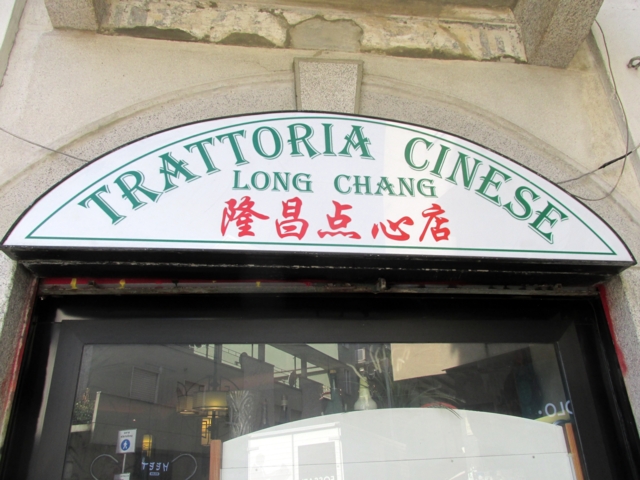 TRATTORIA CINESE
LONG CHANG
隆昌点心店